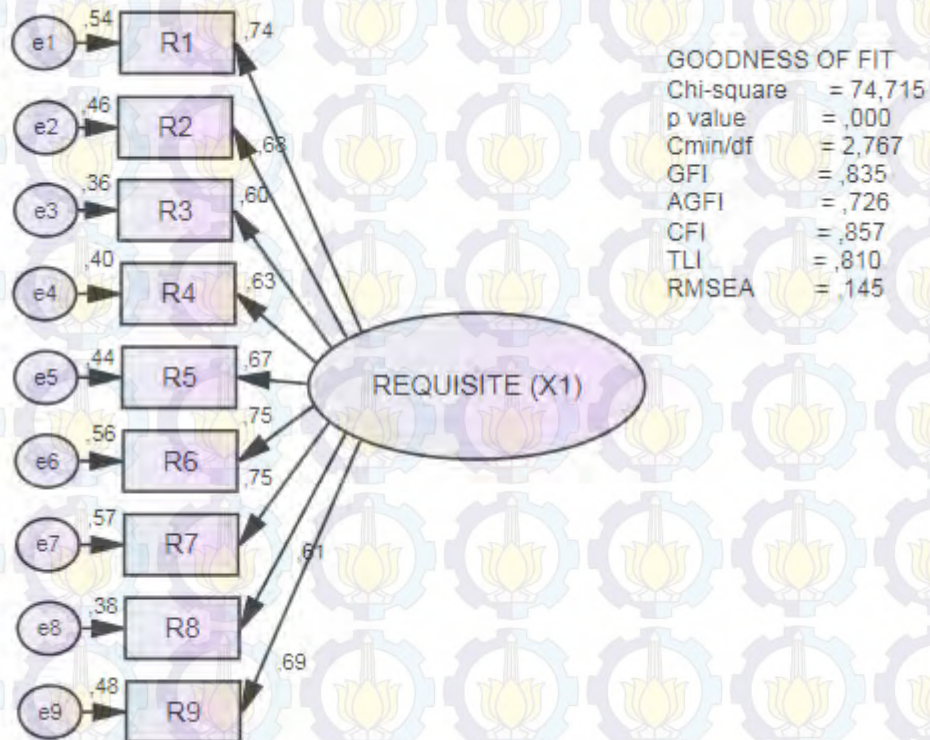 ,54
,74
e1
R1
,46
,68
e2
R2
,36
,60
e3
R3
,40
,63
e4
R4
,44
,67
e5
R5
,75
,56
e6
R6
,75
,57
e7
R7
,61
,38
e8
R8
,69
,48
e9
R9
REQUISITE (X1)
GOODNESS OF FIT
Chi-square = 74,715
p value = ,000
Cmin/df = 2,767
GFI = ,835
AGFI = ,726
CFI = ,857
TLI = ,810
RMSEA = ,145